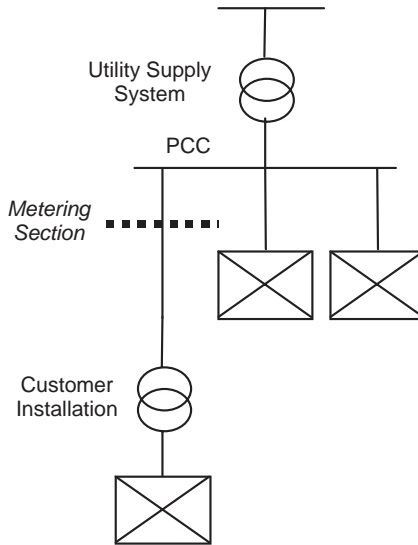 Utility Supply
System
PCC
Metering
Section
Customer
Installation